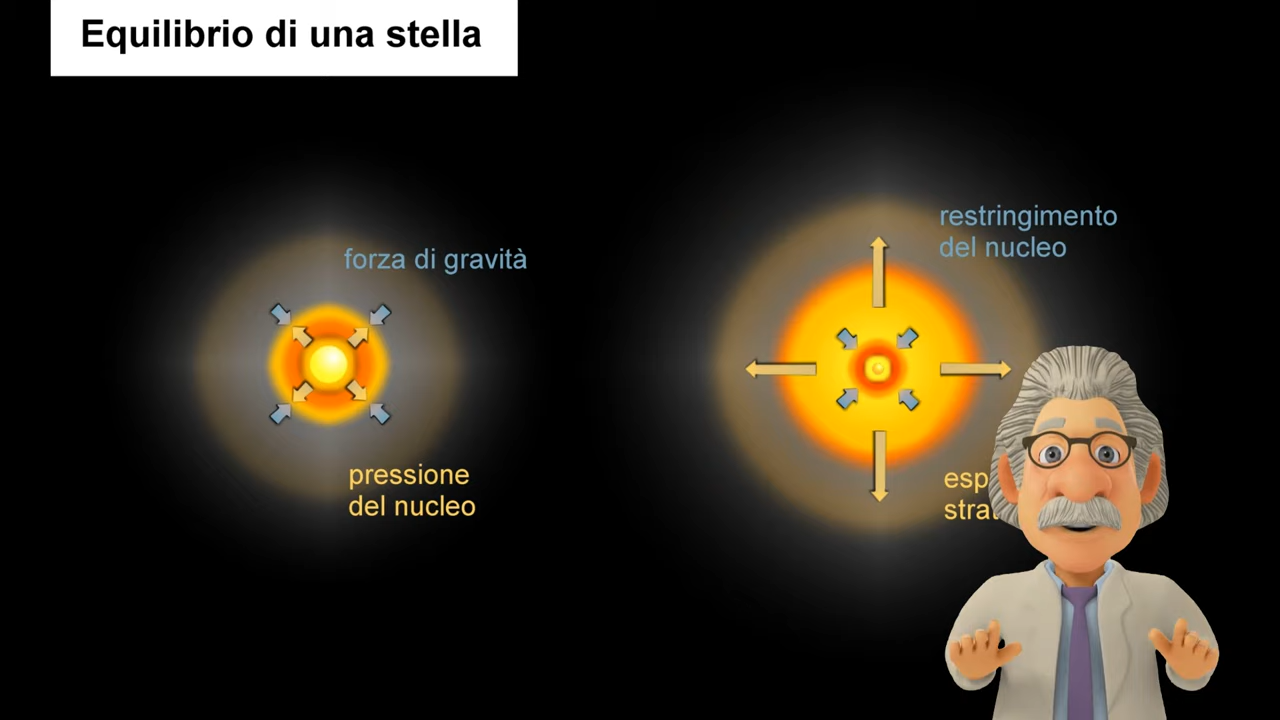 Equilibrio di una stella
forza di gravità
pressione
del nucleo
restringimento
del nucleo